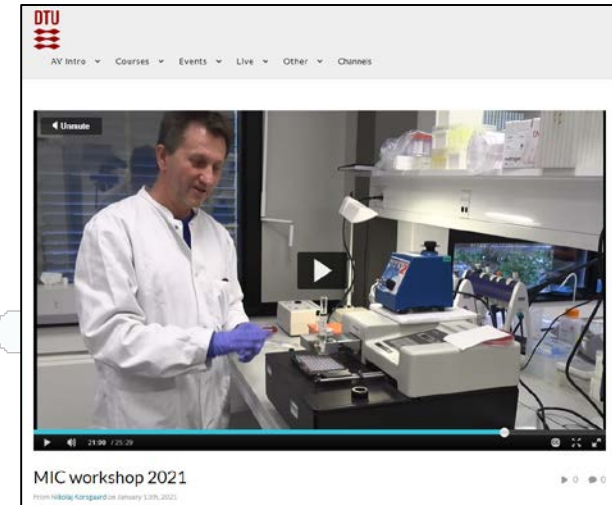 DTU
AV Intro Courses Events Live Other Channels
Unmute
21:00 / 25:29
MIC workshop 2021
0 0
From Nikolaj Korsgaard on January 13th, 2021